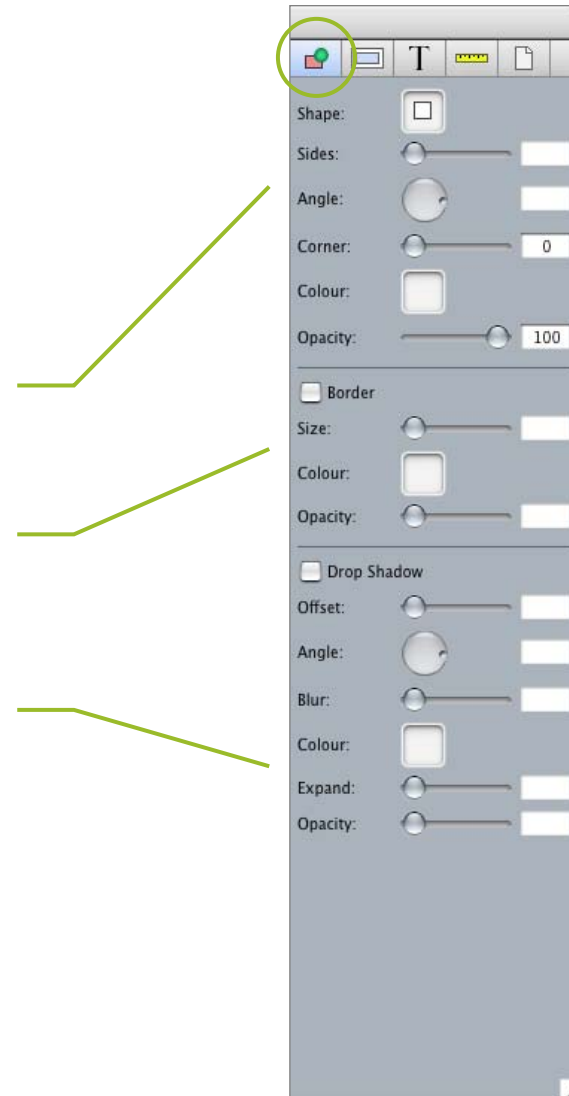 T
Shape:
Sides:
Angle:
Corner: 0
Colour:
Opacity: 100
Border
Size:
Colour:
Opacity:
Drop Shadow
Offset:
Angle:
Blur:
Colour:
Expand:
Opacity: